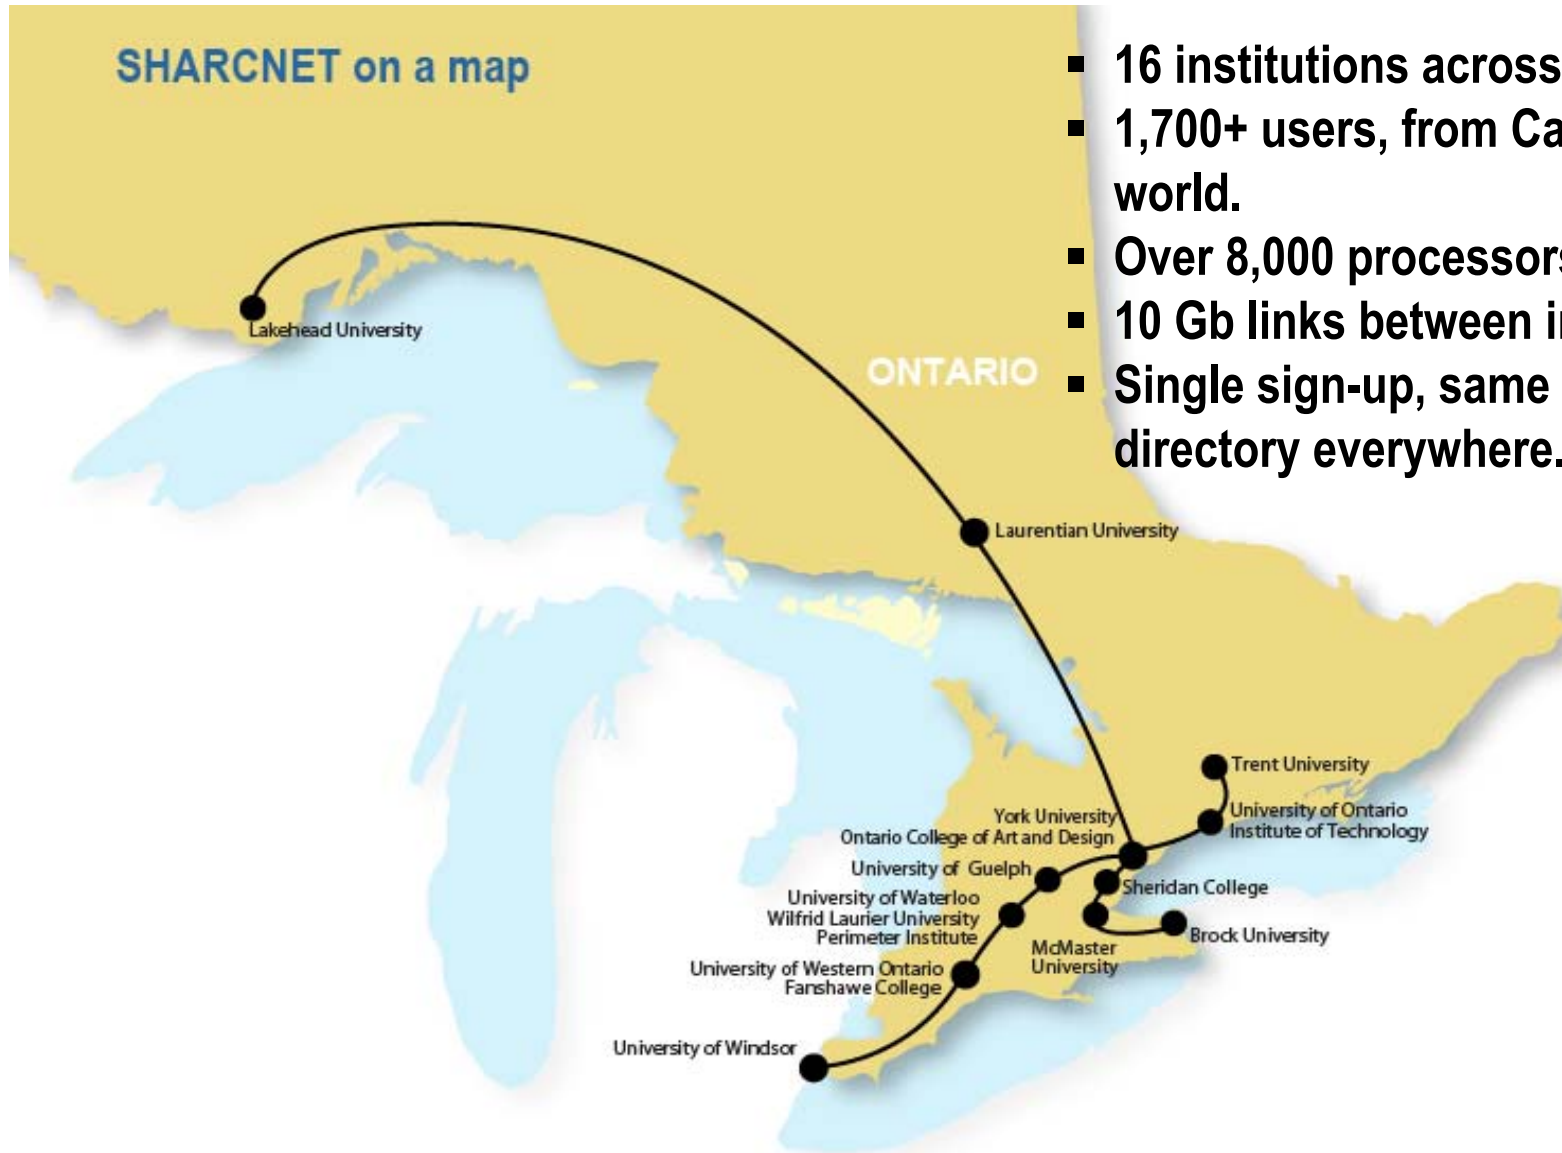 SHARCNET on a map
▪ 16 institutions across
▪ 1,700+ users, from Ca
world.
▪ Over 8,000 processors
▪ 10 Gb links between in
▪ Single sign-up, same
directory everywhere.
Lakehead University
ONTARIO
Laurentian University
Trent University
University of Ontario
Institute of Technology
York University
Ontario College of Art and Design
University of Guelph
Sheridan College
University of Waterloo
Wilfrid Laurier University
Perimeter Institute
Brock University
McMaster
University
University of Western Ontario
Fanshawe College
University of Windsor